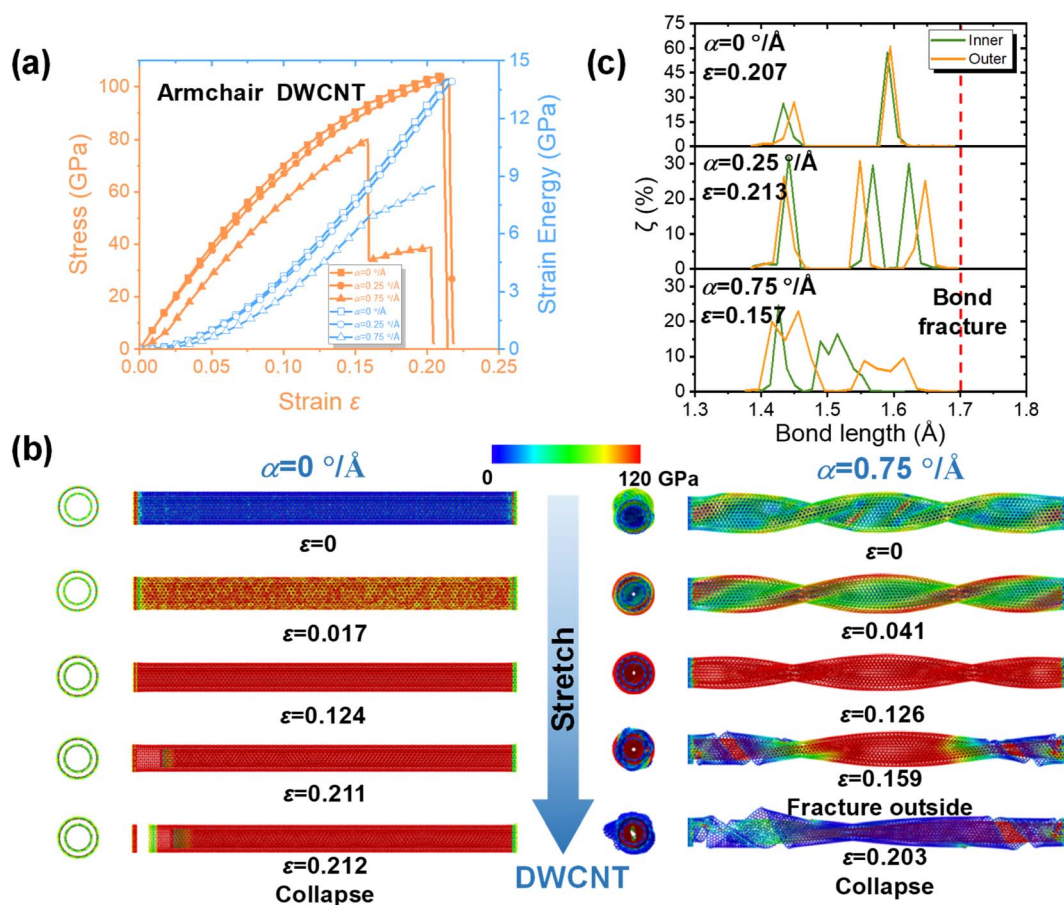 (a)
Armchair DWCNT
Stress (GPa)
0
20
40
60
80
100
0.00
0.05
0.10
0.15
0.20
0.25
Strain ε
0
3
6
9
12
15
Strain Energy (GPa)
α=0 °/Å
α=0.25 °/Å
α=0.75 °/Å
α=0 °/Å
α=0.25 °/Å
α=0.75 °/Å
(c)
α=0 °/Å
ε=0.207
Inner
Outer
75
60
45
30
15
0
α=0.25 °/Å
ε=0.213
30
20
10
0
ζ (%)
α=0.75 °/Å
ε=0.157
Bond
fracture
30
20
10
0
1.3
1.4
1.5
1.6
1.7
1.8
Bond length (Å)
(b)
α=0 °/Å
0
120 GPa
α=0.75 °/Å
ε=0
ε=0
ε=0.017
ε=0.041
Stretch
ε=0.124
ε=0.126
ε=0.211
ε=0.159
Fracture outside
ε=0.212
ε=0.203
Collapse
DWCNT
Collapse